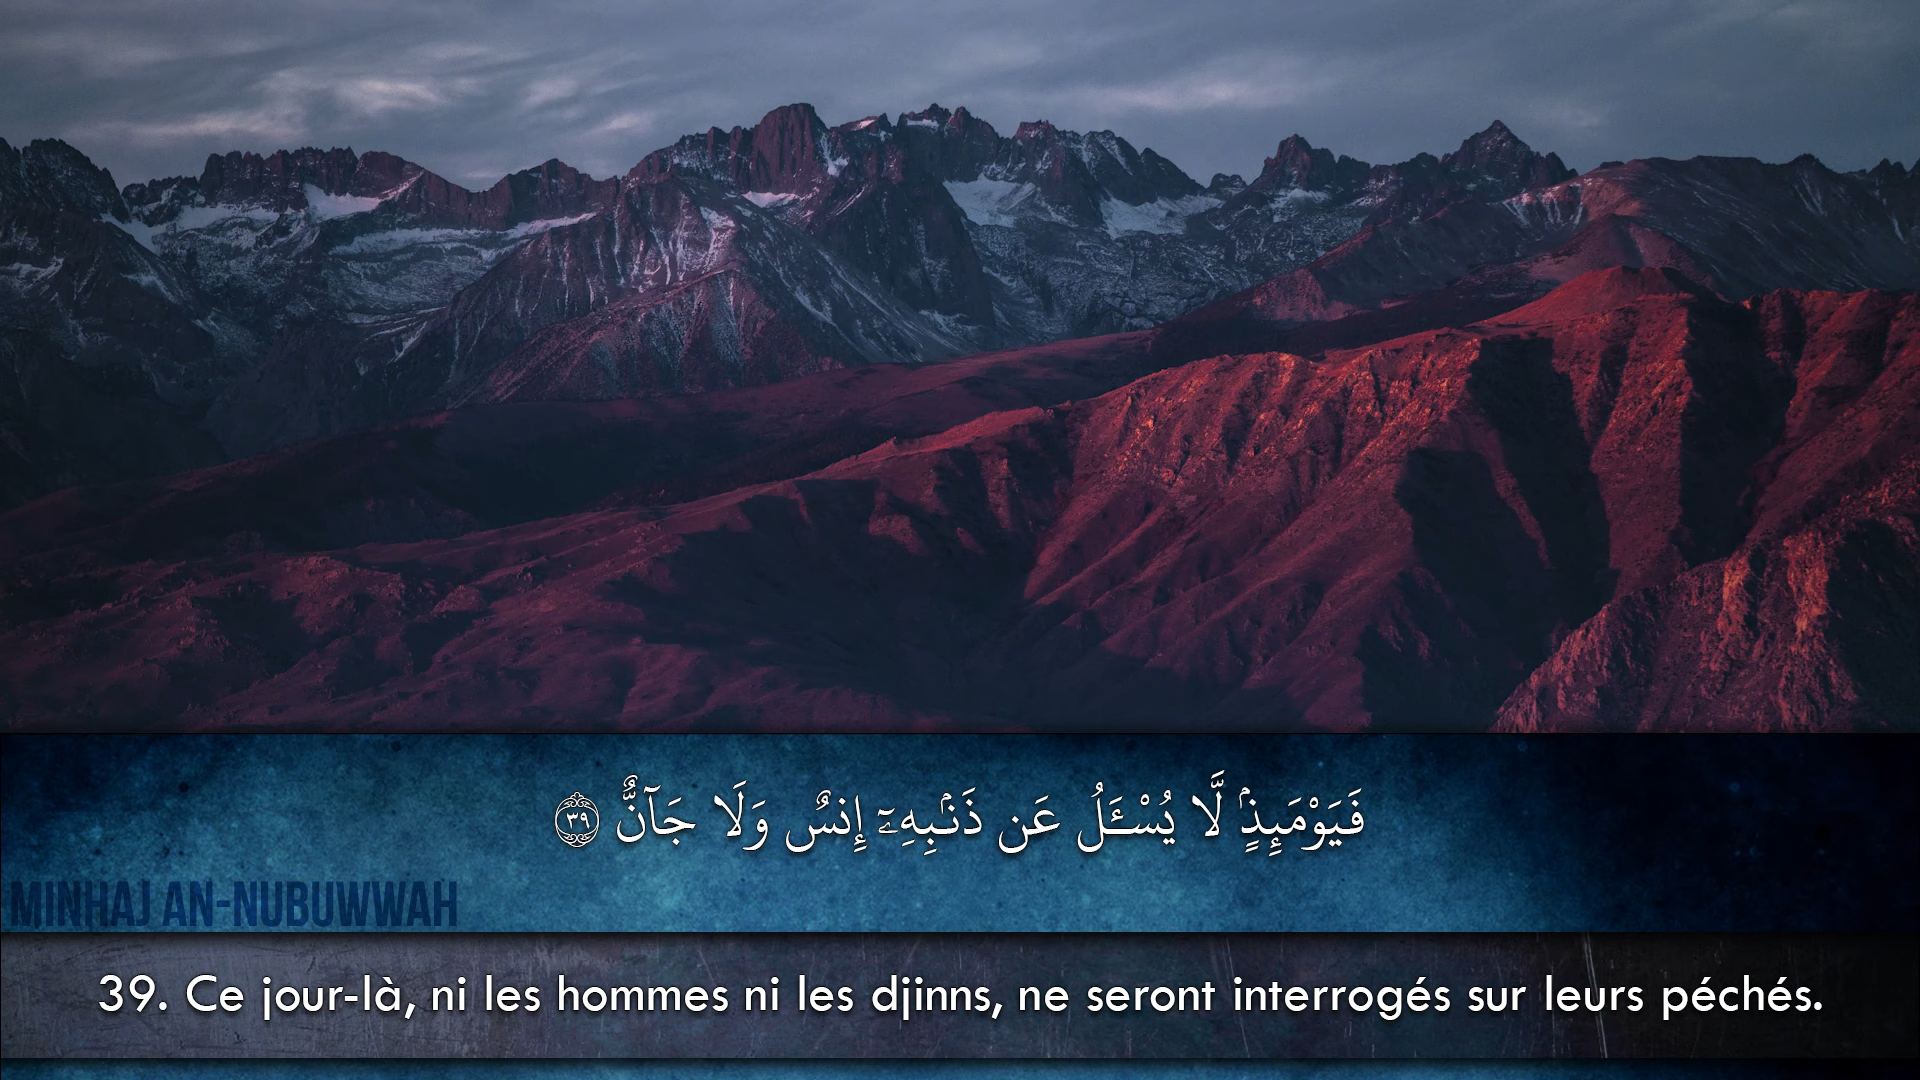 فَيَوْمَئِذٍۢ لَّا يُسْـَٔلُ عَن ذَنۢبِهِۦٓ إِنسٌ وَلَا جَآنٌّ ٣٩
MINHAJ AN-NUBUWWAH
39. Ce jour-là, ni les hommes ni les djinns, ne seront interrogés sur leurs péchés.